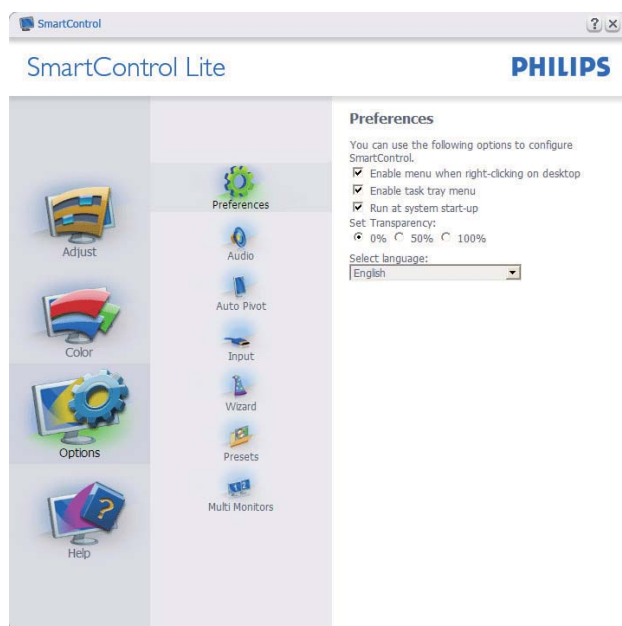 SmartControl
SmartControl Lite
PHILIPS
Adjust
Color
Options
Help
Preferences
Audio
Auto Pivot
Input
Wizard
Presets
Multi Monitors
Preferences
You can use the following options to configure
SmartControl.
Enable menu when right-clicking on desktop
Enable task tray menu
Run at system start-up
Set Transparency:
0% 50% 100%
Select language:
English